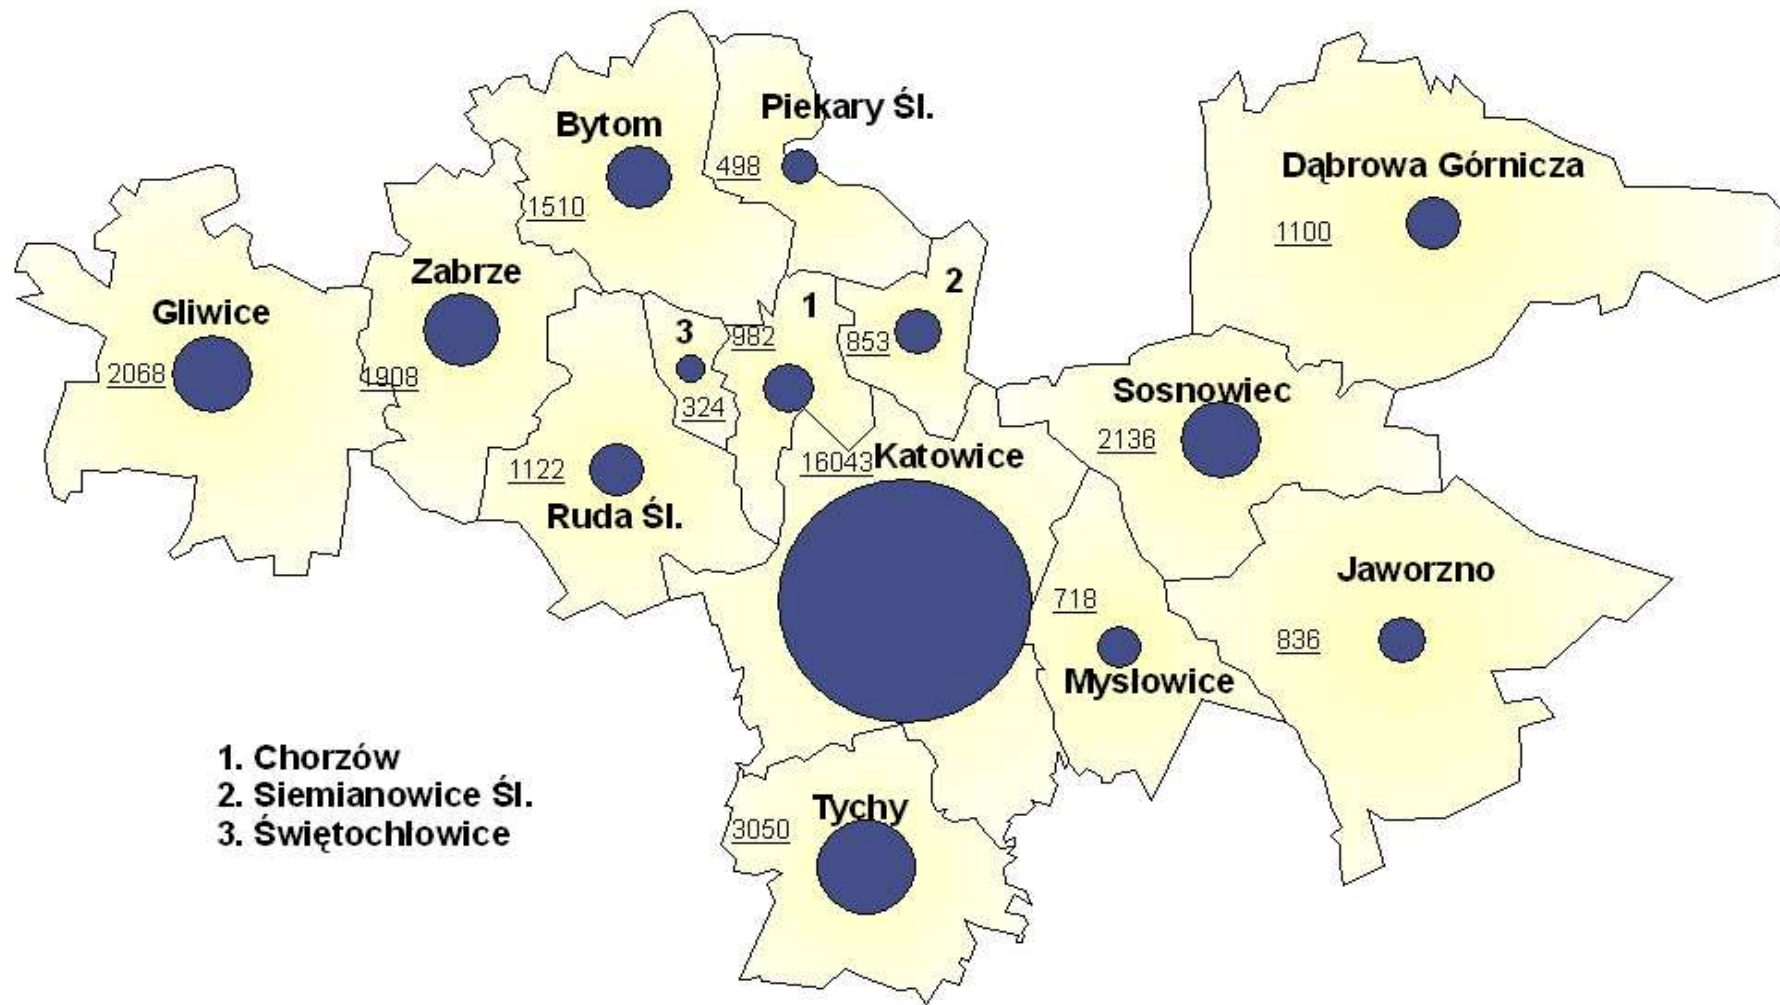 Bytom
Piekary Śl.
498
1510
Dąbrowa Górnicza
1100
Zabrze
1908
Gliwice
2068
2
1
3
982
853
324
Sosnowiec
2136
1122
Ruda Śl.
16043
Katowice
718
Mysłowice
Jaworzno
836
Tychy
3050
1. Chorzów
2. Siemianowice Śl.
3. Świętochłowice